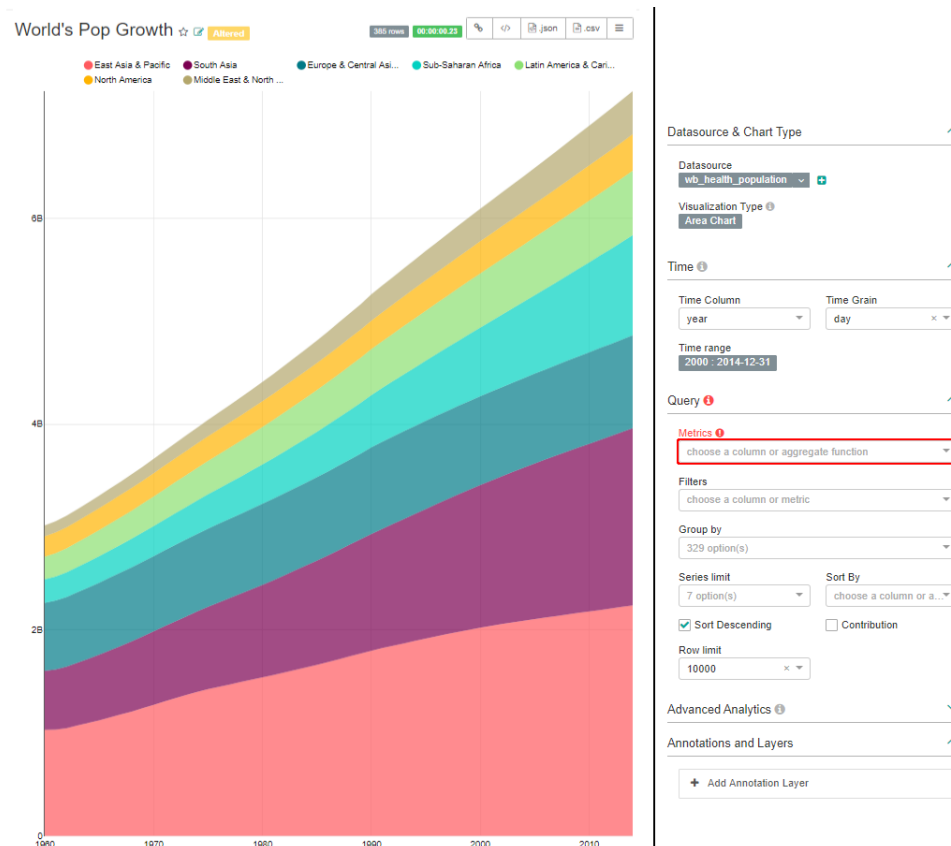 World's Pop Growth Altered 385 rows 00:00:00.23 </> .json .csv
East Asia & Pacific South Asia Europe & Central Asi... Sub-Saharan Africa Latin America & Cari...
North America Middle East & North ...
6B
4B
2B
0
1960 1970 1980 1990 2000 2010
Datasource & Chart Type
Datasource
wb_health_population
Visualization Type
Area Chart
Time
Time Column Time Grain
year day
Time range
2000 : 2014-12-31
Query
Metrics
choose a column or aggregate function
Filters
choose a column or metric
Group by
329 option(s)
Series limit Sort By
7 option(s) choose a column or a...
Sort Descending Contribution
Row limit
10000
Advanced Analytics
Annotations and Layers
+ Add Annotation Layer